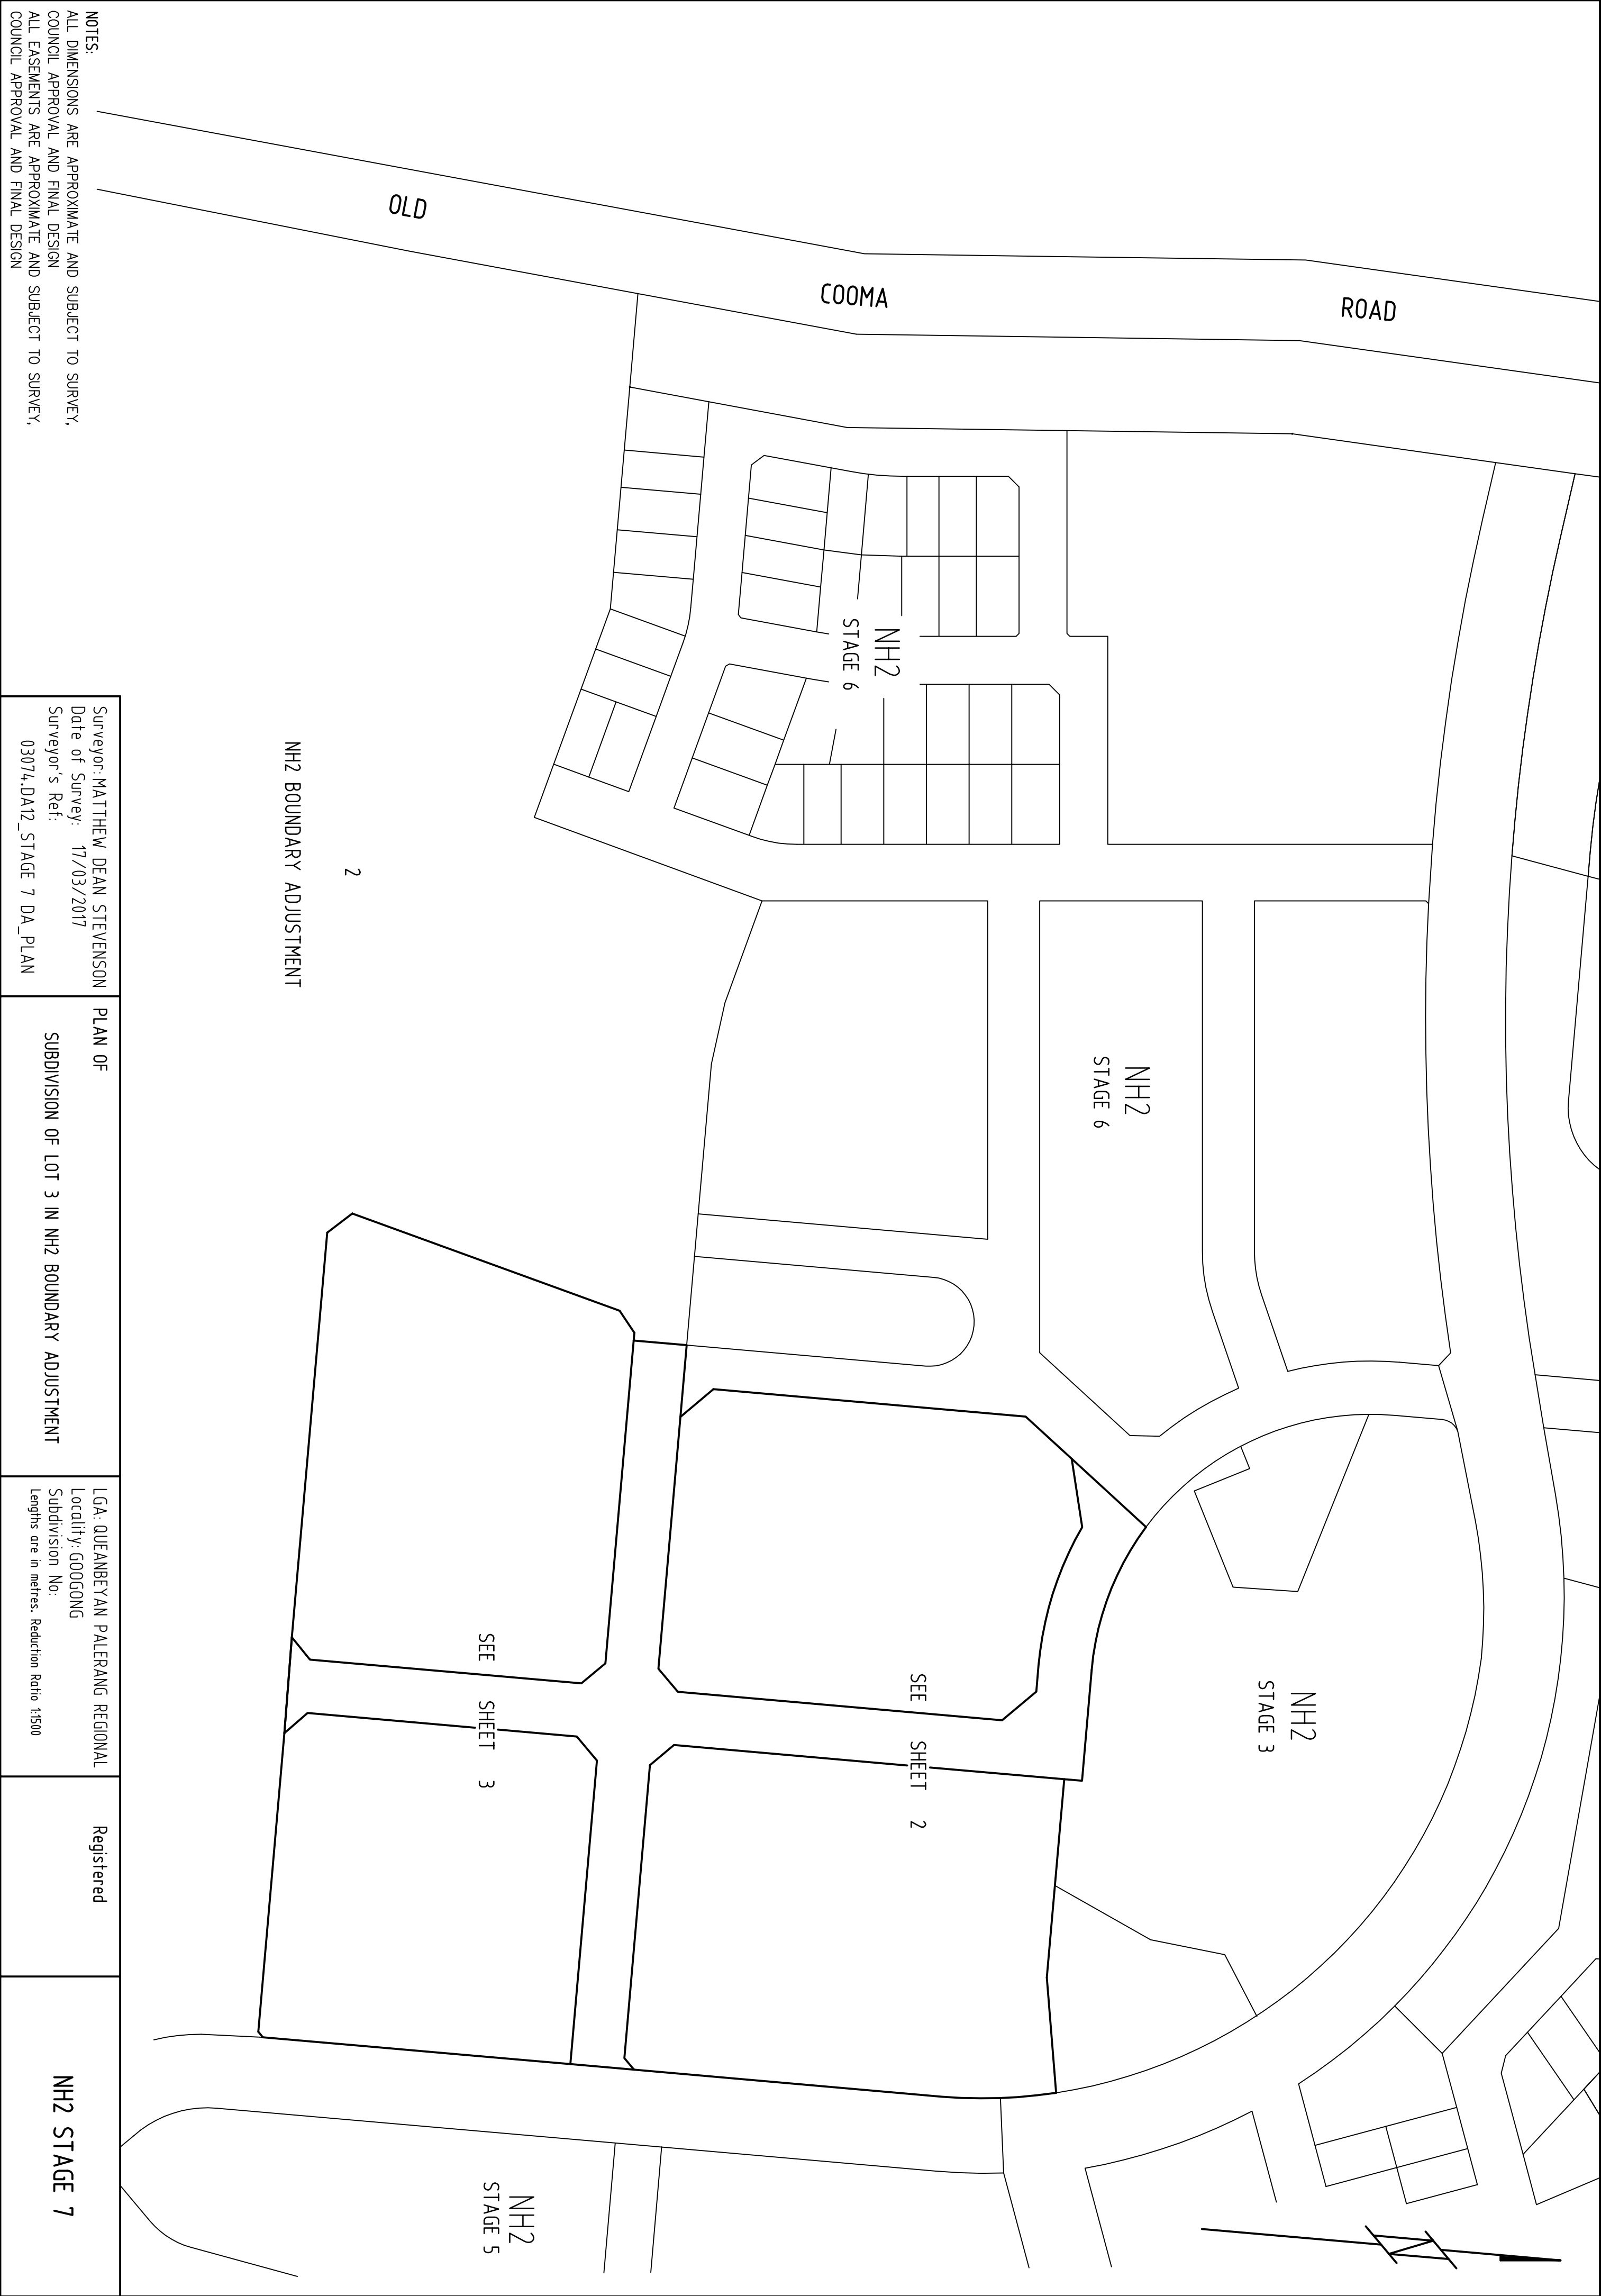 OLD
COOMA
ROAD
NH2
STAGE 6
NH2
STAGE 6
NH2
STAGE 3
NH2
STAGE 5
2
NH2 BOUNDARY ADJUSTMENT
SEE SHEET 2
SEE SHEET 3
NOTES:
ALL DIMENSIONS ARE APPROXIMATE AND SUBJECT TO SURVEY,
COUNCIL APPROVAL AND FINAL DESIGN
ALL EASEMENTS ARE APPROXIMATE AND SUBJECT TO SURVEY,
COUNCIL APPROVAL AND FINAL DESIGN
Surveyor: MATTHEW DEAN STEVENSON
Date of Survey: 17/03/2017
Surveyor's Ref:
03074.DA12_STAGE 7 DA_PLAN
PLAN OF
SUBDIVISION OF LOT 3 IN NH2 BOUNDARY ADJUSTMENT
LGA: QUEANBEYAN PALERANG REGIONAL
Locality: GOOGONG
Subdivision No:
Lengths are in metres. Reduction Ratio 1:1500
Registered
NH2 STAGE 7